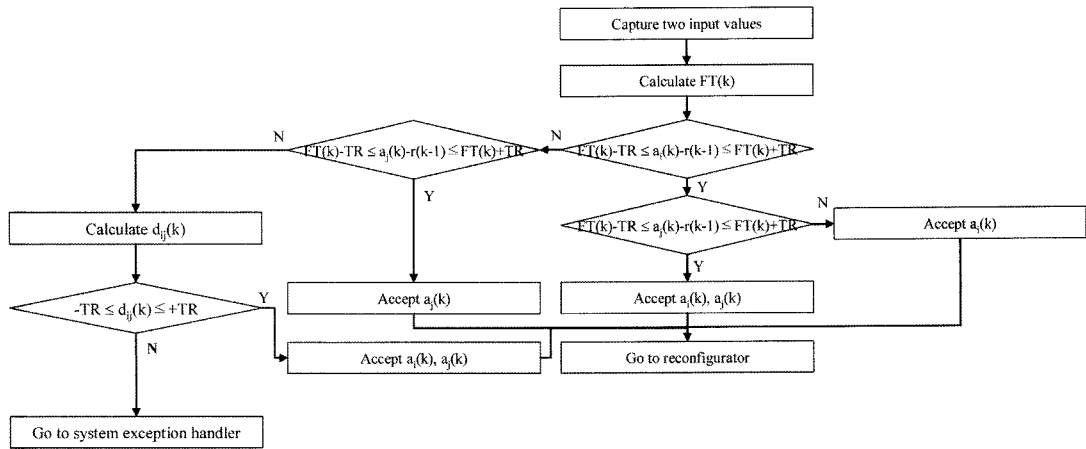 Capture two input values
Calculate FT(k)
N
N
FT(k)-TR ≤ aⱼ(k)-r(k-1) ≤ FT(k)+TR
FT(k)-TR ≤ aᵢ(k)-r(k-1) ≤ FT(k)+TR
Y
Y
N
Calculate dᵢⱼ(k)
FT(k)-TR ≤ aⱼ(k)-r(k-1) ≤ FT(k)+TR
Accept aᵢ(k)
Y
-TR ≤ dᵢⱼ(k) ≤ +TR
Y
Accept aⱼ(k)
Accept aᵢ(k), aⱼ(k)
N
Accept aᵢ(k), aⱼ(k)
Go to reconfigurator
Go to system exception handler